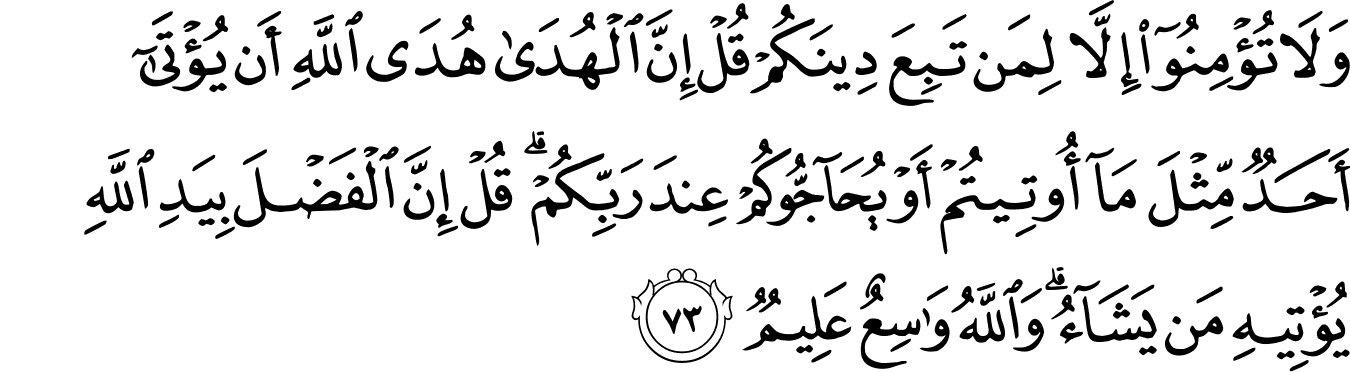 وَلَا تُؤْمِنُوٓا۟ إِلَّا لِمَن تَبِعَ دِينَكُمْ قُلْ إِنَّ ٱلْهُدَىٰ هُدَى ٱللَّهِ أَن يُؤْتَىٰٓ
أَحَدٌ مِّثْلَ مَآ أُوتِيتُمْ أَوْ يُحَآجُّوكُمْ عِندَ رَبِّكُمْ ۗ قُلْ إِنَّ ٱلْفَضْلَ بِيَدِ ٱللَّهِ
يُؤْتِيهِ مَن يَشَآءُ ۗ وَٱللَّهُ وَٰسِعٌ عَلِيمٌ ٧٣